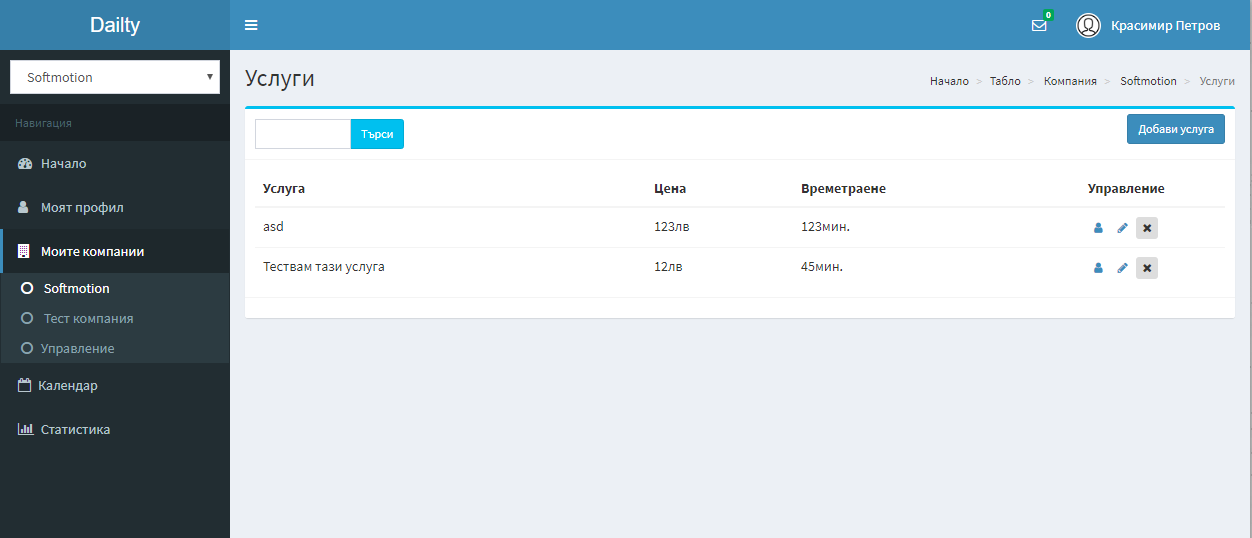 Dailty
0
Красимир Петров
Softmotion
Навигация
Начало
Моят профил
Моите компании
Softmotion
Тест компания
Управление
Календар
Статистика
Услуги
Начало > Табло > Компания > Softmotion > Услуги
Търси
Добави услуга
Услуга Цена Времетраене Управление
asd 123лв 123мин.
Тествам тази услуга 12лв 45мин.